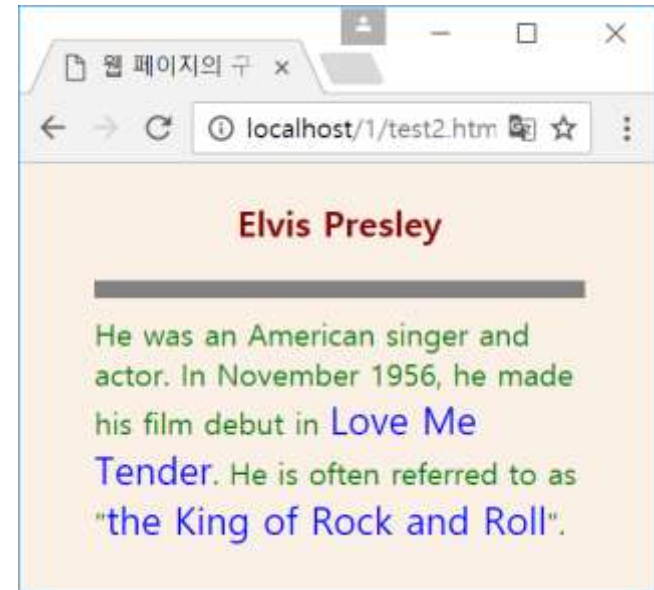 웹 페이지의 구
localhost/1/test2.htm
Elvis Presley
He was an American singer and
actor. In November 1956, he made
his film debut in Love Me
Tender. He is often referred to as
"the King of Rock and Roll".